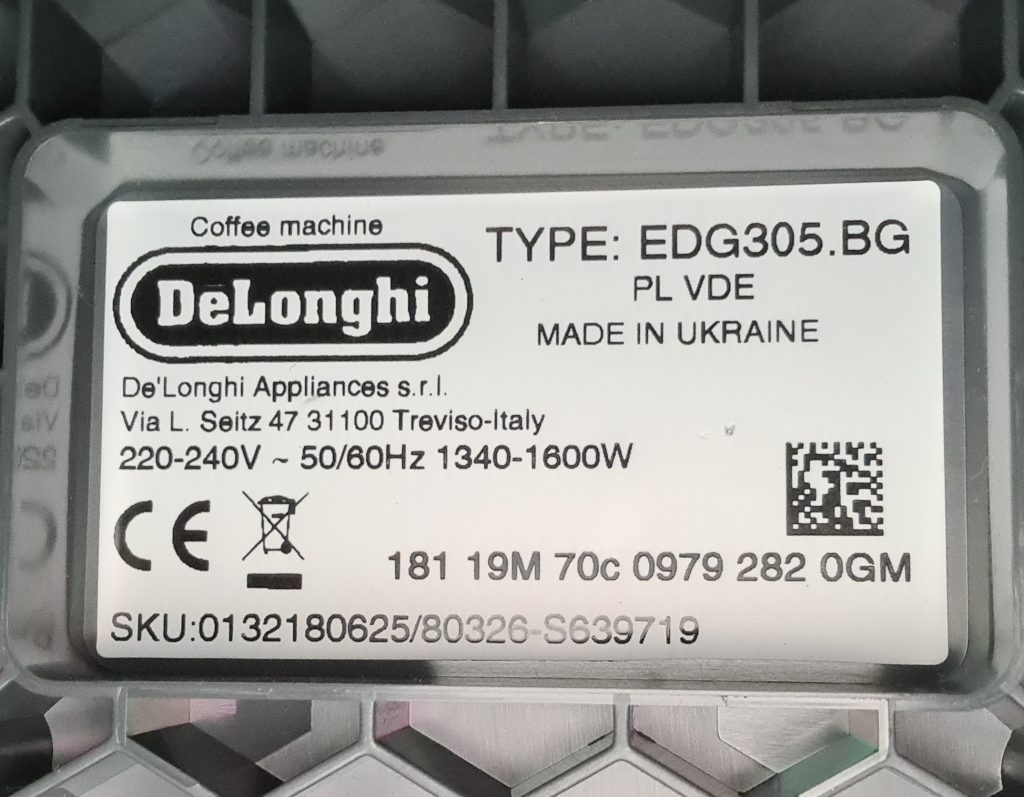 Coffee machine
DeLonghi
TYPE: EDG305.BG
PL VDE
MADE IN UKRAINE
De'Longhi Appliances s.r.l.
Via L. Seitz 47 31100 Treviso-Italy
220-240V ~ 50/60Hz 1340-1600W
CE
181 19M 70c 0979 282 0GM
SKU:0132180625/80326-S639719